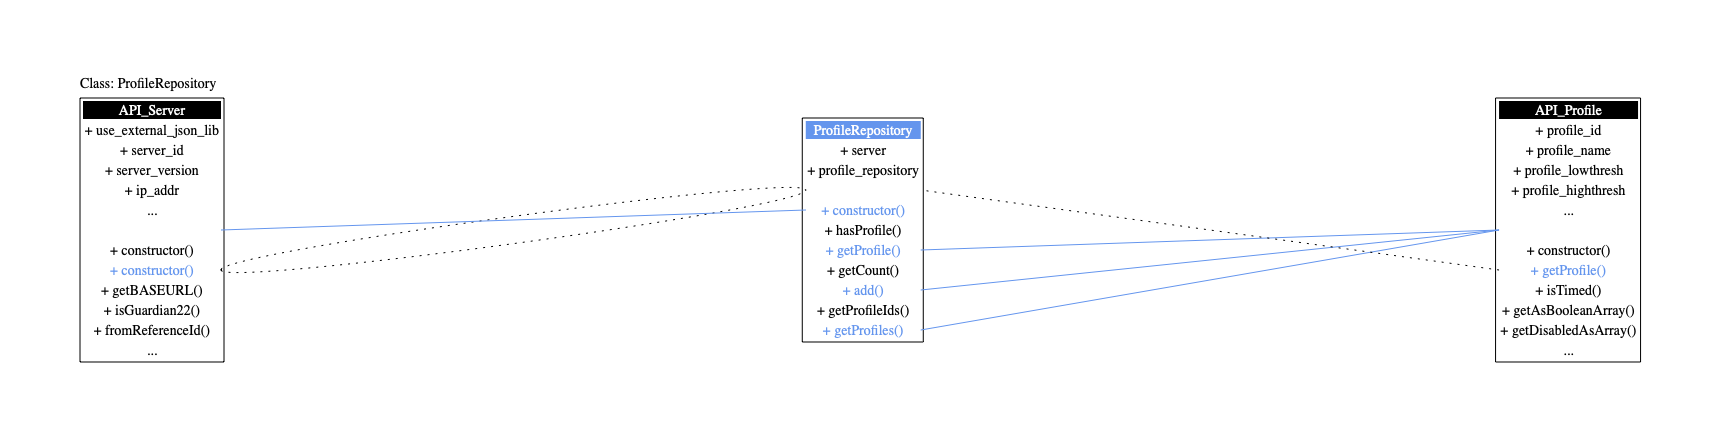 Class: ProfileRepository
API_Server
+ use_external_json_lib
+ server_id
+ server_version
+ ip_addr
...
+ constructor()
+ constructor()
+ getBASEURL()
+ isGuardian22()
+ fromReferenceId()
...
ProfileRepository
+ server
+ profile_repository
+ constructor()
+ hasProfile()
+ getProfile()
+ getCount()
+ add()
+ getProfileIds()
+ getProfiles()
API_Profile
+ profile_id
+ profile_name
+ profile_lowthresh
+ profile_highthresh
...
+ constructor()
+ getProfile()
+ isTimed()
+ getAsBooleanArray()
+ getDisabledAsArray()
...